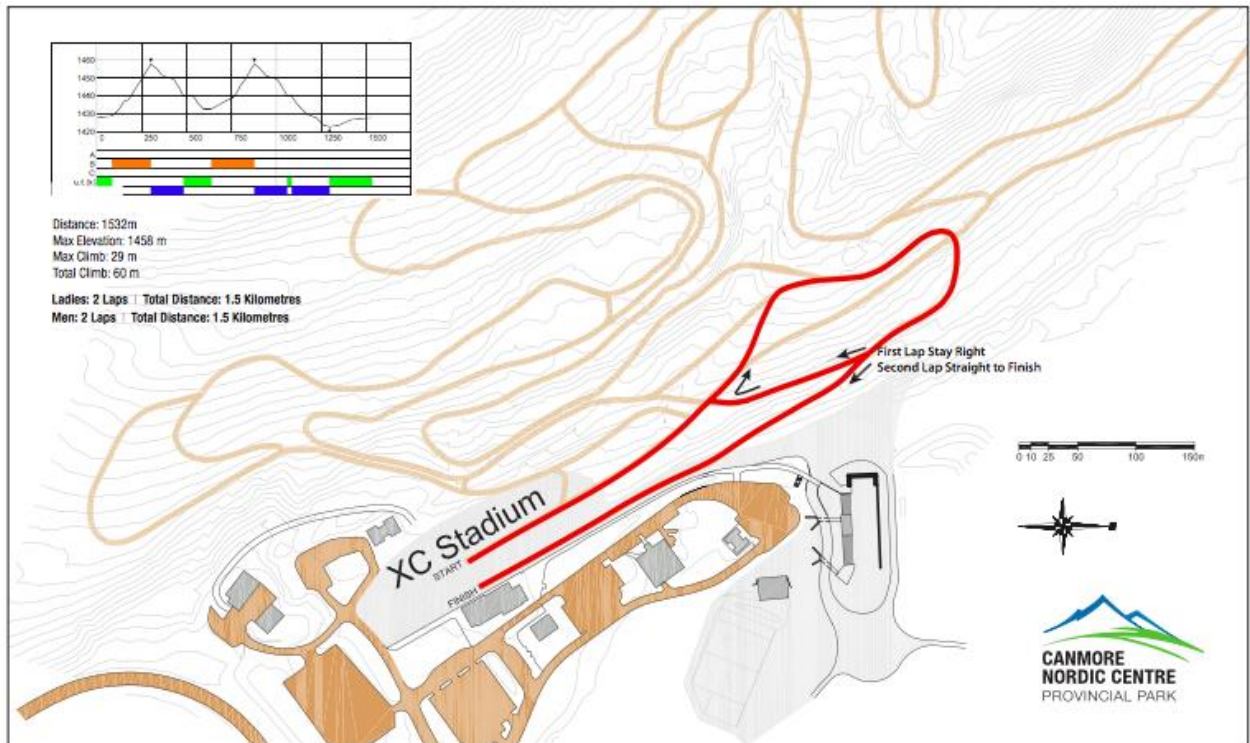 1460
1450
1440
1430
1420
0 250 500 750 1000 1250 1500
A
B
C
Distance: 1532m
Max Elevation: 1458 m
Max Climb: 29 m
Total Climb: 60 m
Ladies: 2 Laps | Total Distance: 1.5 Kilometres
Men: 2 Laps | Total Distance: 1.5 Kilometres
First Lap Stay Right
Second Lap Straight to Finish
0 10 25 50 100 150m
XC Stadium
START
FINISH
CANMORE
NORDIC CENTRE
PROVINCIAL PARK